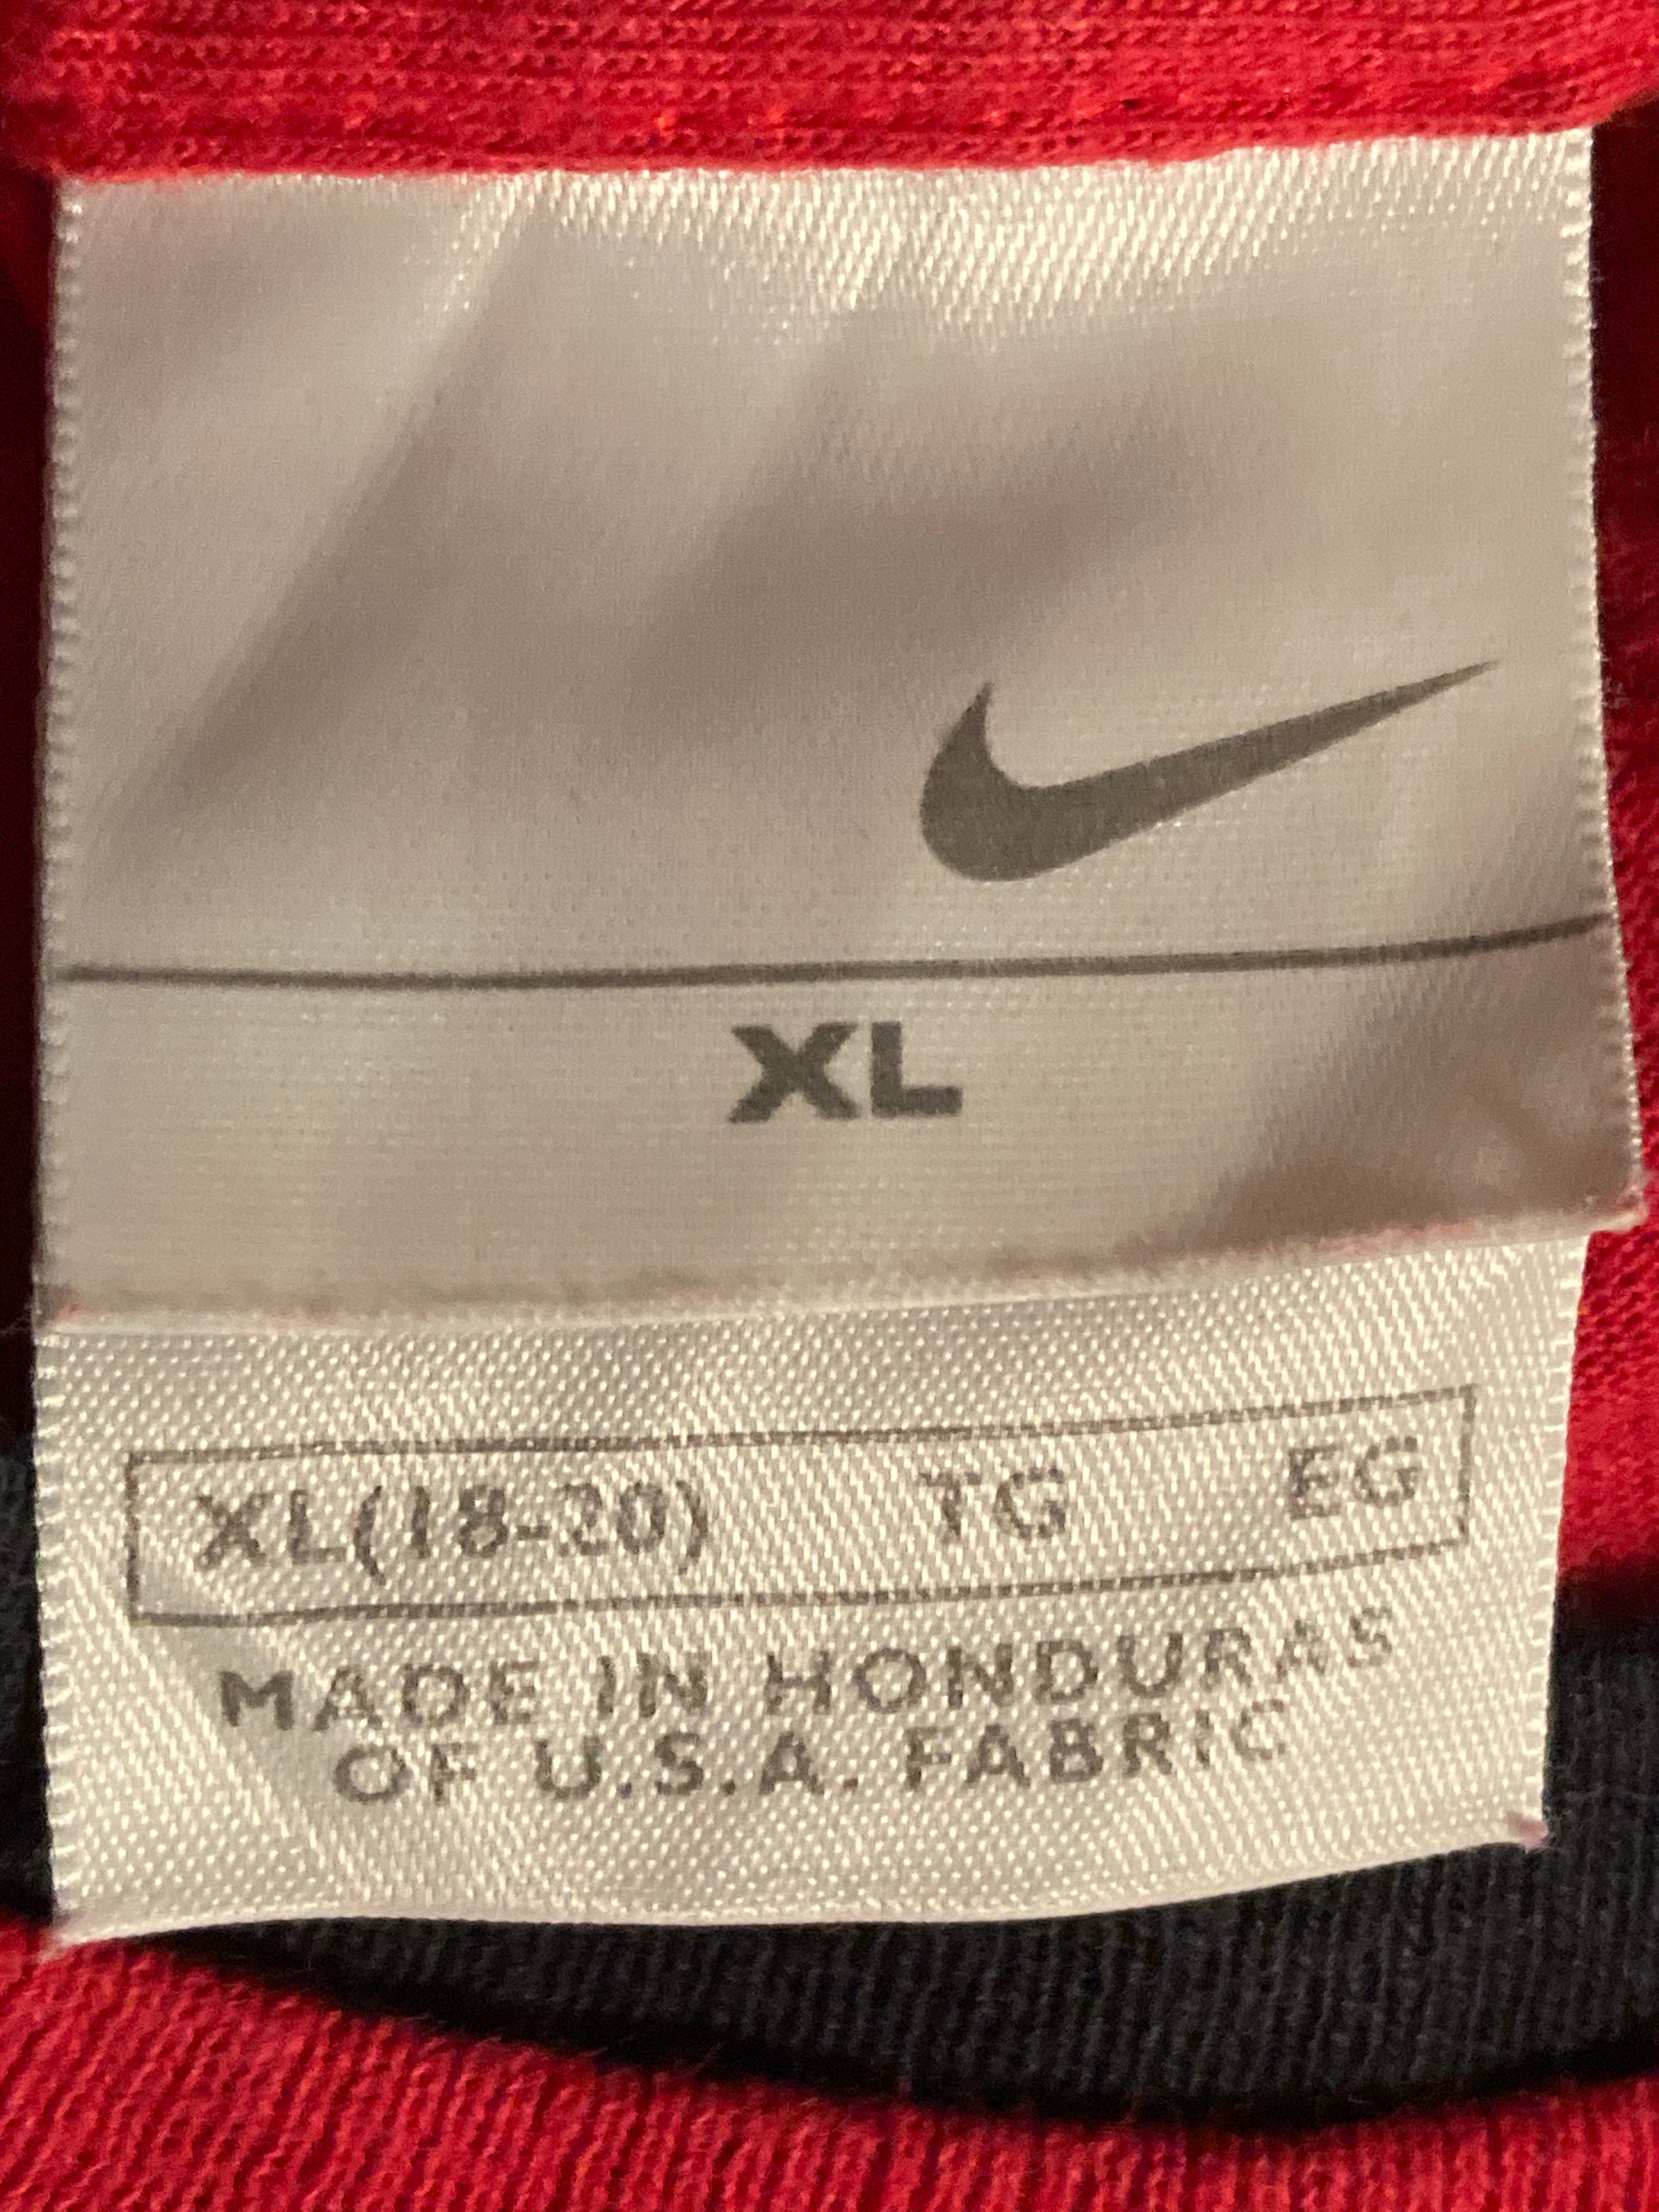 XL
XL(18-20) TG EG
MADE IN HONDURAS
OF U.S.A. FABRIC